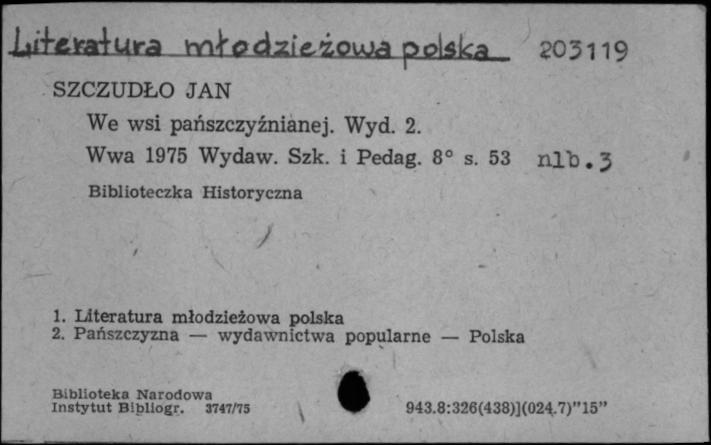 Literatura młodzieżowa polska 203119
SZCZUDŁO JAN
We wsi pańszczyźnianej. Wyd. 2.
Wwa 1975 Wydaw. Szk. i Pedag. 8° s. 53 nlb. 3
Biblioteczka Historyczna
1. Literatura młodzieżowa polska
2. Pańszczyzna — wydawnictwa popularne — Polska
Biblioteka Narodowa
Instytut Bibliogr. 3747/75 943.8:326(438)](024.7)"15"